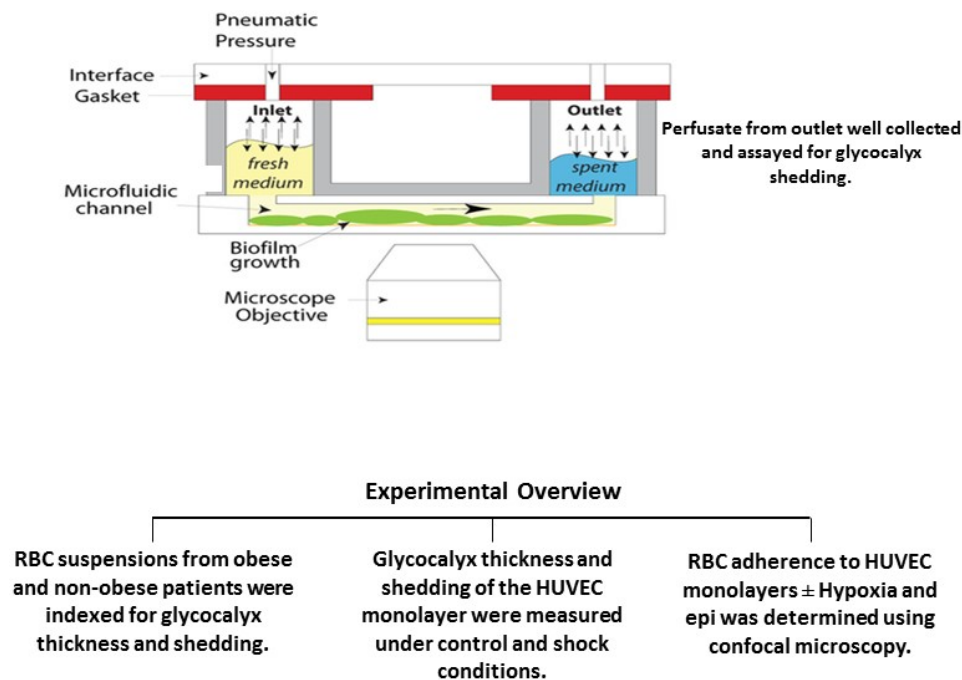 Pneumatic
Pressure
Interface
Gasket
Inlet
Outlet
fresh
medium
spent
medium
Perfusate from outlet well collected
and assayed for glycocalyx
shedding.
Microfluidic
channel
Biofilm
growth
Microscope
Objective
Experimental Overview
RBC suspensions from obese
and non-obese patients were
indexed for glycocalyx
thickness and shedding.
Glycocalyx thickness and
shedding of the HUVEC
monolayer were measured
under control and shock
conditions.
RBC adherence to HUVEC
monolayers ± Hypoxia and
epi was determined using
confocal microscopy.